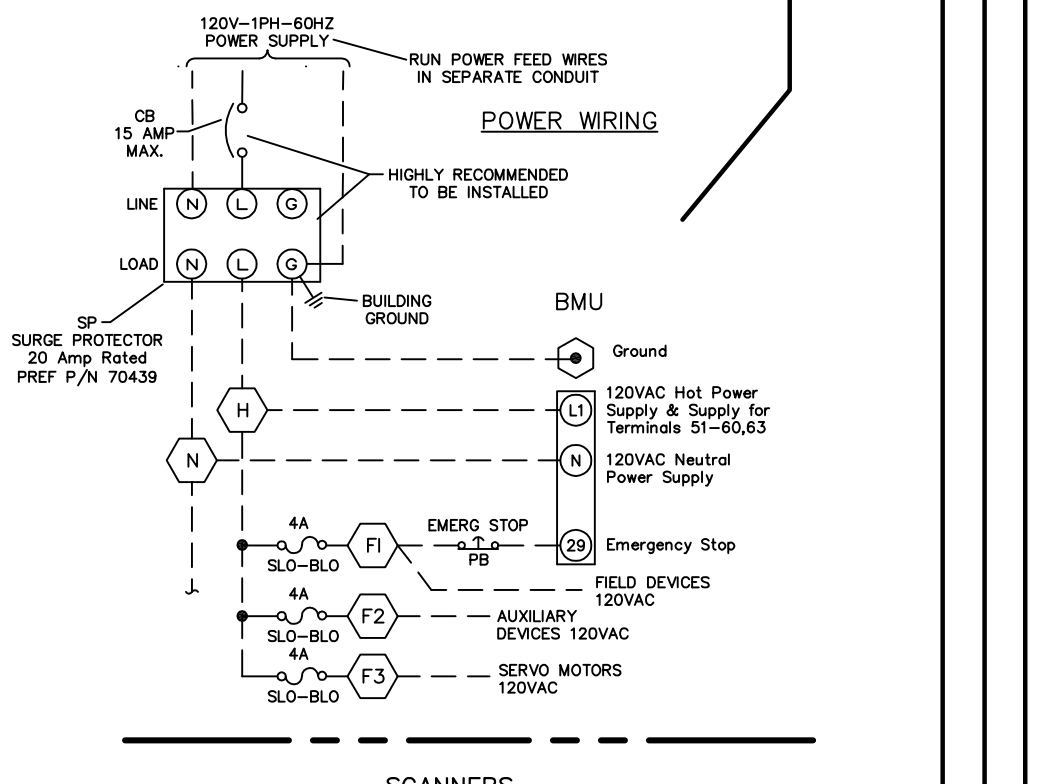 120V-1PH-60HZ
POWER SUPPLY
RUN POWER FEED WIRES
IN SEPARATE CONDUIT
POWER WIRING
CB
15 AMP
MAX.
HIGHLY RECOMMENDED
TO BE INSTALLED
LINE N L G
LOAD N L G
BUILDING
GROUND
SP
SURGE PROTECTOR
20 Amp Rated
PREF P/N 70439
BMU
Ground
H
L1
120VAC Hot Power
Supply & Supply for
Terminals 51-60,63
N
N
120VAC Neutral
Power Supply
4A
SLO-BLO
F1
EMERG STOP
PB
29
Emergency Stop
FIELD DEVICES
120VAC
4A
SLO-BLO
F2
AUXILIARY
DEVICES 120VAC
4A
SLO-BLO
F3
SERVO MOTORS
120VAC
SCANNERS